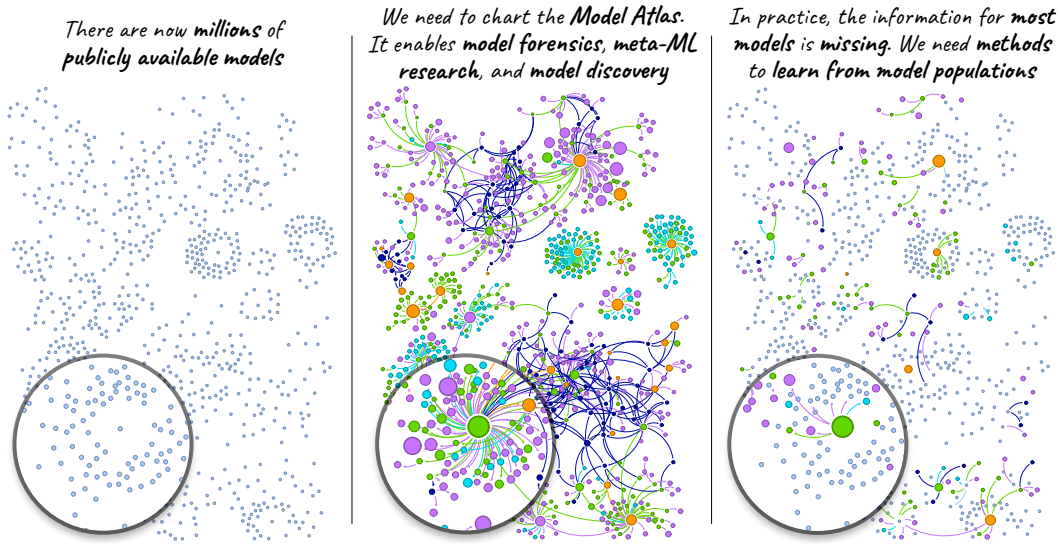 There are now millions of
publicly available models
We need to chart the Model Atlas.
It enables model forensics, meta-ML
research, and model discovery
In practice, the information for most
models is missing. We need methods
to learn from model populations